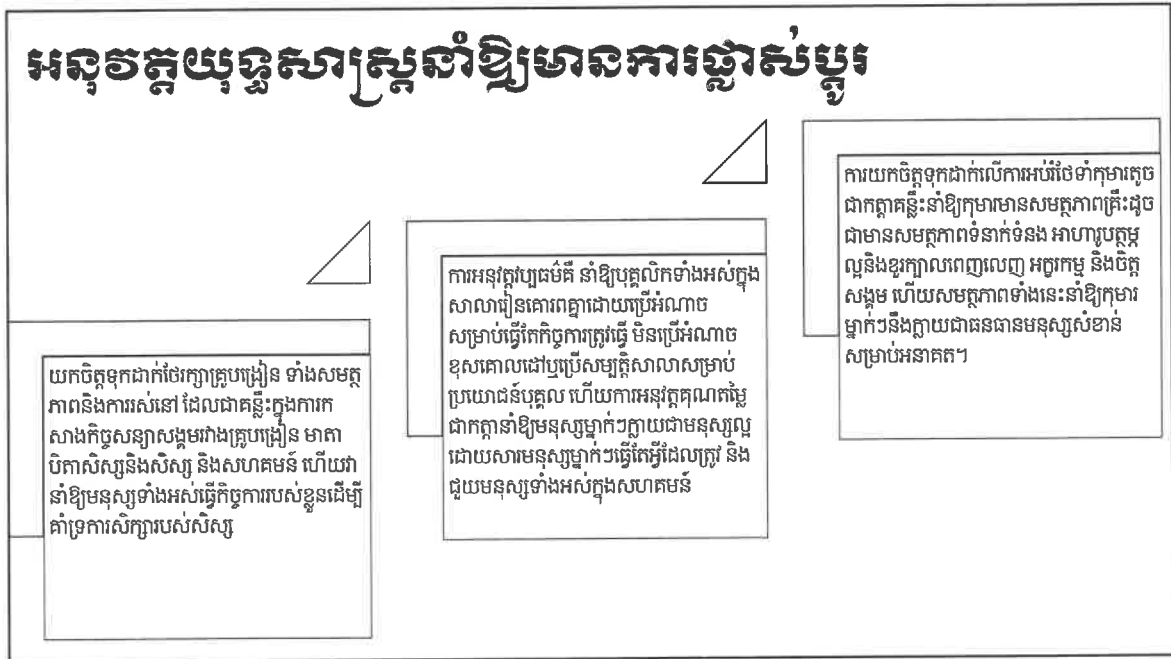 អនុវត្តយុទ្ធសាស្ត្រនាំឱ្យមានការផ្លាស់ប្តូរ
យកចិត្តទុកដាក់ថែរក្សាគ្រូបង្រៀន ទាំងសមត្ថ
ភាពនិងការរស់នៅ ដែលជាគន្លឹះក្នុងការក
សាងកិច្ចសន្យាសង្គមរវាងគ្រូបង្រៀន មាតា
បិតាសិស្សនិងសិស្ស និងសហគមន៍ ហើយវា
នាំឱ្យមនុស្សទាំងអស់ធ្វើកិច្ចការរបស់ខ្លួនដើម្បី
គាំទ្រការសិក្សារបស់សិស្ស
ការអនុវត្តវប្បធម៌គឺ នាំឱ្យបុគ្គលិកទាំងអស់ក្នុង
សាលារៀនគោរពគ្នាដោយប្រើអំណាច
សម្រាប់ធ្វើតែកិច្ចការត្រូវធ្វើ មិនប្រើអំណាច
ខុសគោលដៅឬប្រើសម្បត្តិសាលាសម្រាប់
ប្រយោជន៍បុគ្គល ហើយការអនុវត្តគុណតម្លៃ
ជាកត្តានាំឱ្យមនុស្សម្នាក់ៗក្លាយជាមនុស្សល្អ
ដោយសារមនុស្សម្នាក់ៗធ្វើតែអ្វីដែលត្រូវ និង
ជួយមនុស្សទាំងអស់ក្នុងសហគមន៍
ការយកចិត្តទុកដាក់លើការអប់រំថែទាំកុមារតូច
ជាកត្តាគន្លឹះនាំឱ្យកុមារមានសមត្ថភាពគ្រឹះដូច
ជាមានសមត្ថភាពទំនាក់ទំនង អាហារូបត្ថម្ភ
ល្អនិងខួរក្បាលពេញលេញ អក្ខរកម្ម និងចិត្ត
សង្គម ហើយសមត្ថភាពទាំងនេះនាំឱ្យកុមារ
ម្នាក់ៗនឹងក្លាយជាធនធានមនុស្សសំខាន់
សម្រាប់អនាគត។